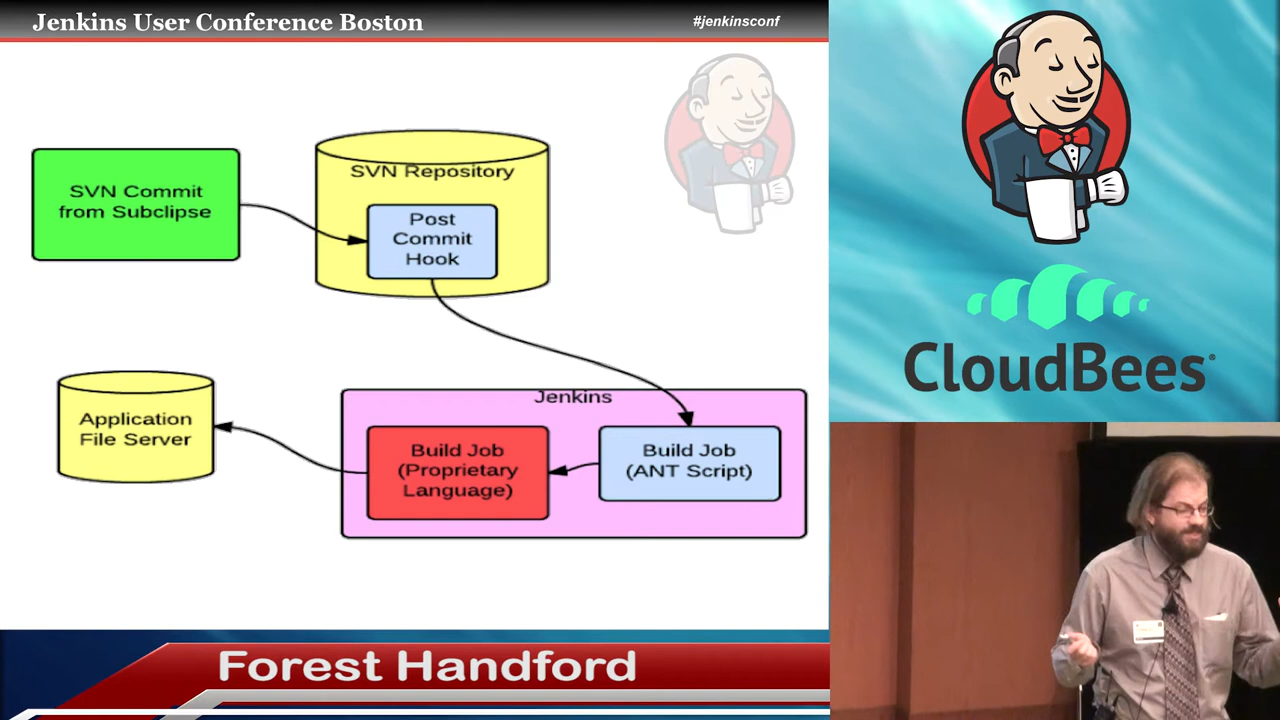 Jenkins User Conference Boston
#jenkinsconf
SVN Commit
from Subclipse
SVN Repository
Post
Commit
Hook
Application
File Server
Jenkins
Build Job
(Proprietary
Language)
Build Job
(ANT Script)
CloudBees®
Forest Handford